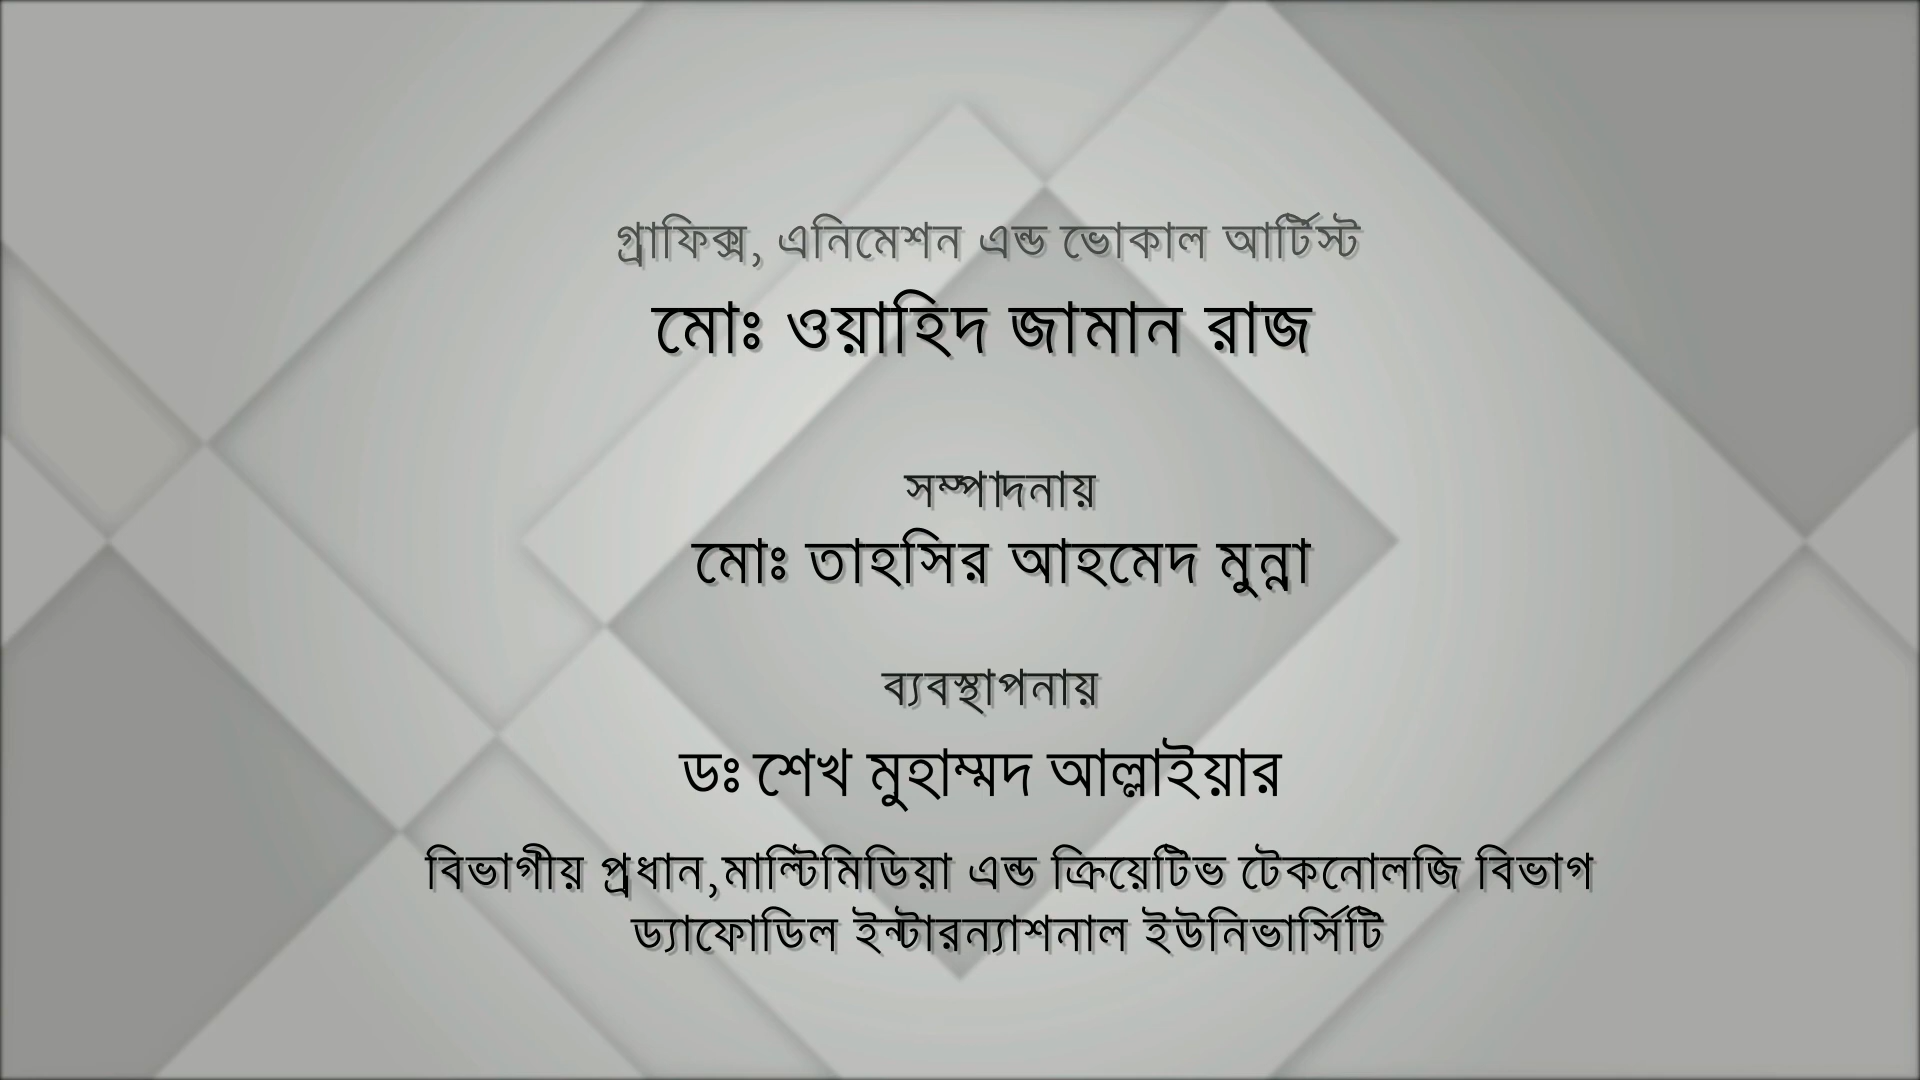 গ্রাফিক্স, এনিমেশন এন্ড ভোকাল আর্টিস্ট
মোঃ ওয়াহিদ জামান রাজ
সম্পাদনায়
মোঃ তাহসির আহমেদ মুন্না
ব্যবস্থাপনায়
ডঃ শেখ মুহাম্মদ আল্লাইয়ার
বিভাগীয় প্রধান,মাল্টিমিডিয়া এন্ড ক্রিয়েটিভ টেকনোলজি বিভাগ
ড্যাফোডিল ইন্টারন্যাশনাল ইউনিভার্সিটি